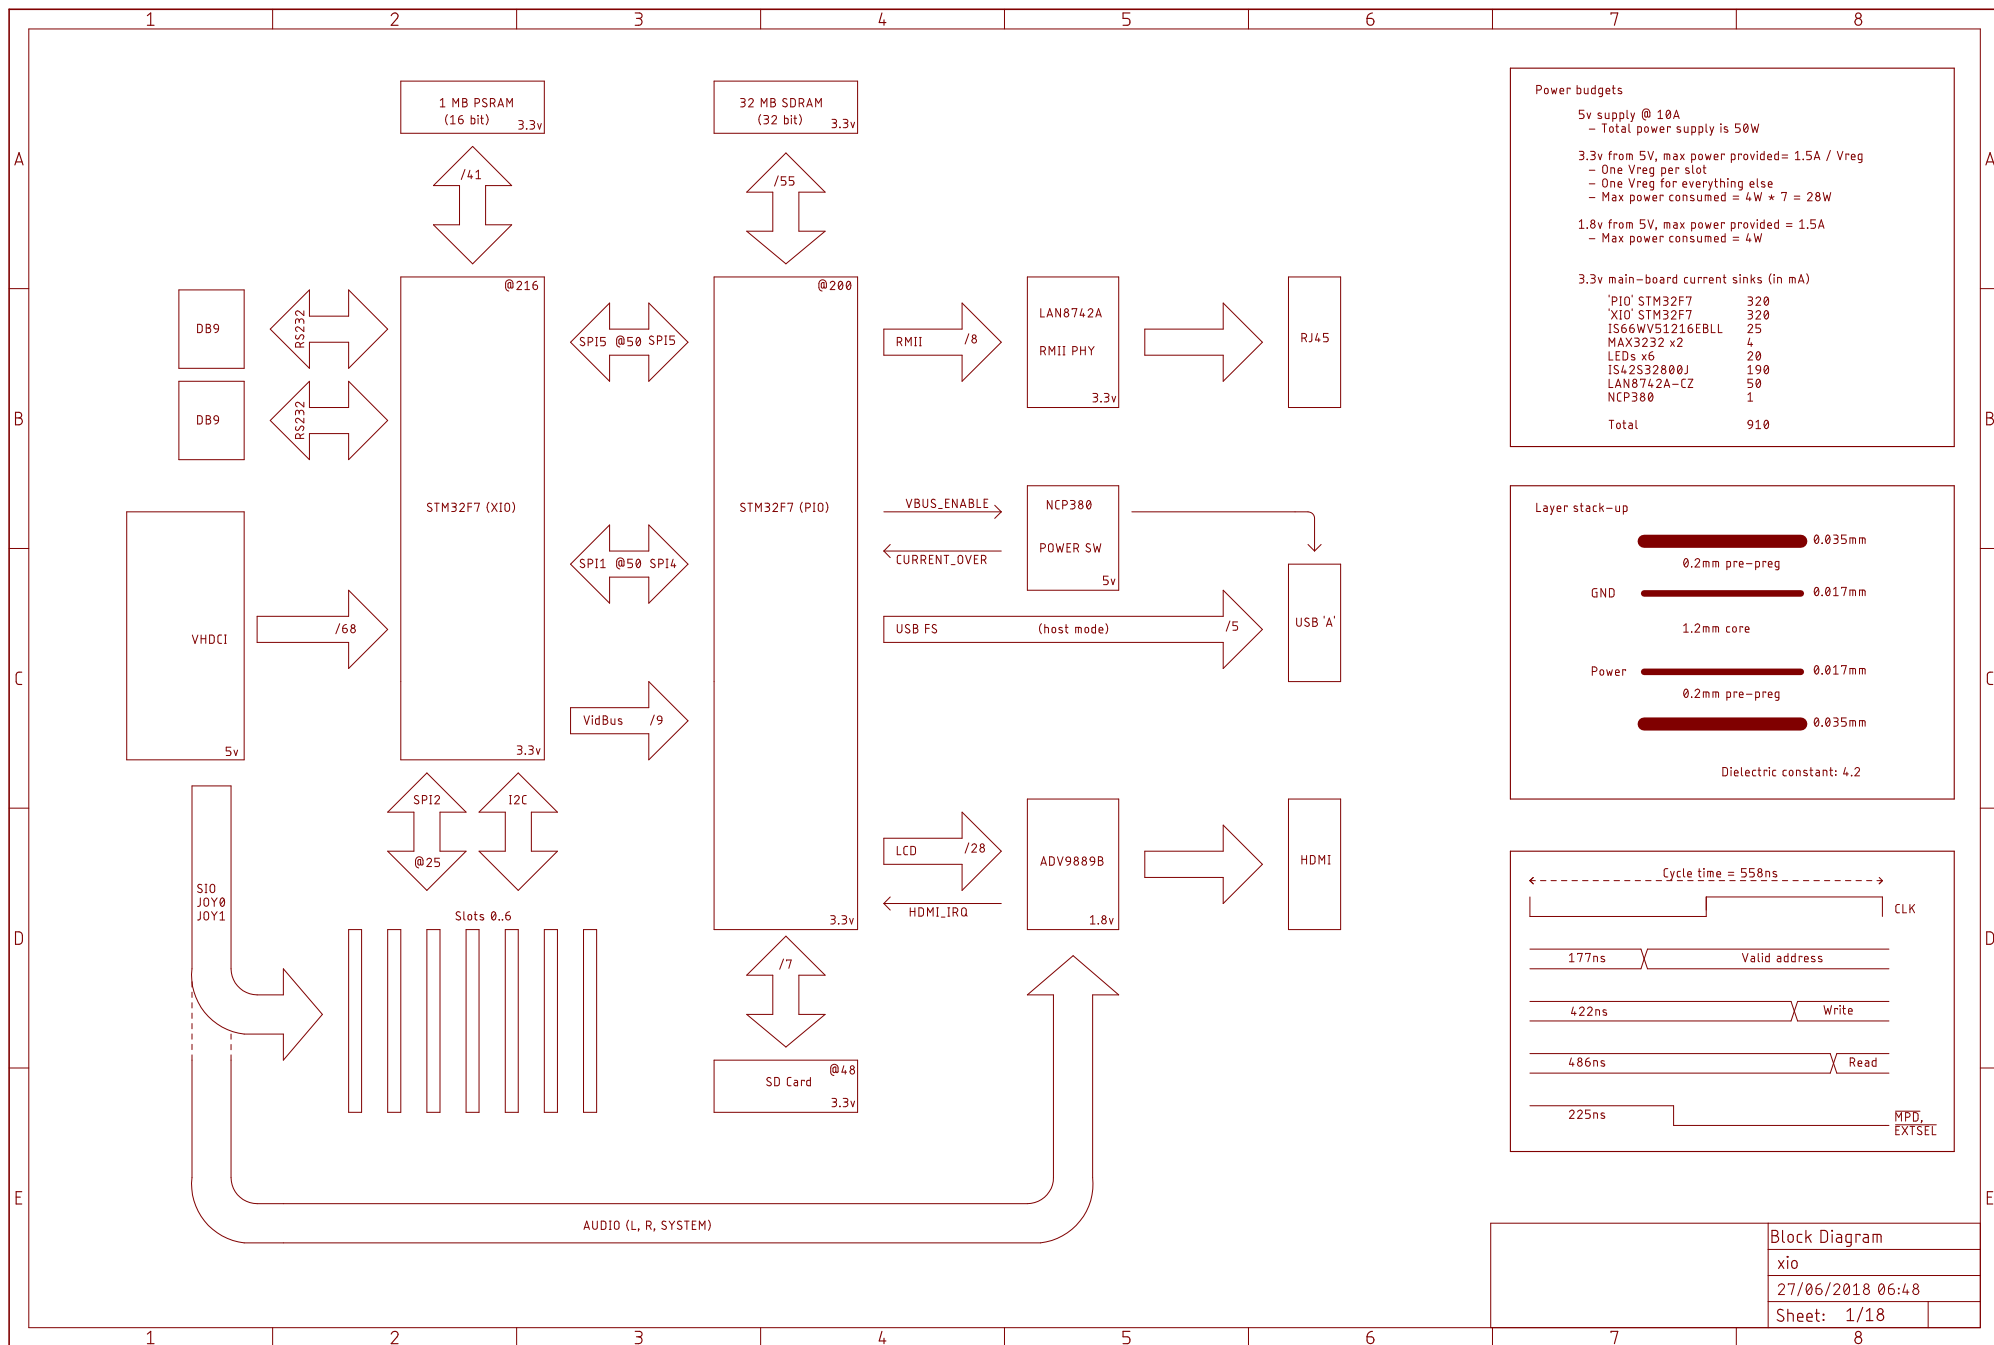 1 2 3 4 5 6 7 8
A A
B B
C C
D D
E E
1 MB PSRAM
(16 bit)
3.3v
32 MB SDRAM
(32 bit)
3.3v
/41
/55
DB9
RS232
DB9
RS232
@216
STM32F7 (XIO)
3.3v
SPI5 @50 SPI5
SPI1 @50 SPI4
VidBus /9
@200
STM32F7 (PIO)
3.3v
RMII /8
LAN8742A
RMII PHY
3.3v
RJ45
VBUS_ENABLE
CURRENT_OVER
NCP380
POWER SW
5v
USB FS (host mode) /5
USB 'A'
VHDCI
5v
/68
SPI2
@25
I2C
LCD /28
HDMI_IRQ
ADV9889B
1.8v
HDMI
SIO
JOY0
JOY1
Slots 0..6
/7
@48
SD Card
3.3v
AUDIO (L, R, SYSTEM)
Power budgets
5v supply @ 10A
- Total power supply is 50W
3.3v from 5V, max power provided= 1.5A / Vreg
- One Vreg per slot
- One Vreg for everything else
- Max power consumed = 4W * 7 = 28W
1.8v from 5V, max power provided = 1.5A
- Max power consumed = 4W
3.3v main-board current sinks (in mA)
'PIO' STM32F7 320
'XIO' STM32F7 320
IS66WV51216EBLL 25
MAX3232 x2 4
LEDs x6 20
IS42S32800J 190
LAN8742A-CZ 50
NCP380 1
Total 910
Layer stack-up
0.035mm
0.2mm pre-preg
GND 0.017mm
1.2mm core
Power 0.017mm
0.2mm pre-preg
0.035mm
Dielectric constant: 4.2
Cycle time = 558ns
CLK
177ns Valid address
422ns Write
486ns Read
225ns
MPD,
EXTSEL
Block Diagram
xio
27/06/2018 06:48
Sheet: 1/18
1 2 3 4 5 6 7 8